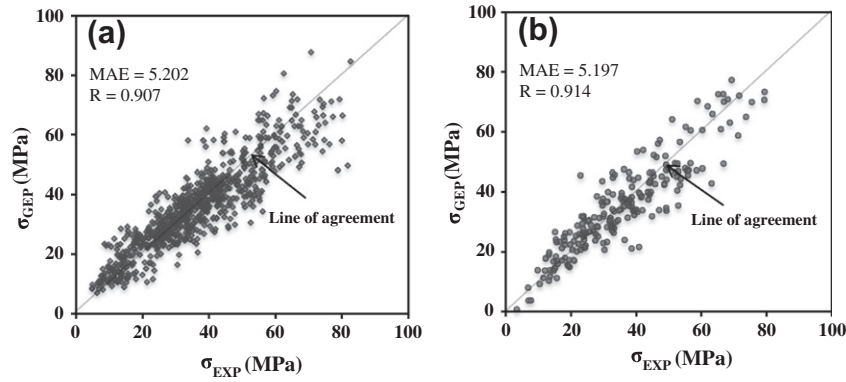 (a)
MAE = 5.202
R = 0.907
100
80
60
40
20
0
σGEP (MPa)
Line of agreement
0 20 40 60 80 100
σEXP (MPa)
(b)
MAE = 5.197
R = 0.914
100
80
60
40
20
0
σGEP (MPa)
Line of agreement
0 20 40 60 80 100
σEXP (MPa)